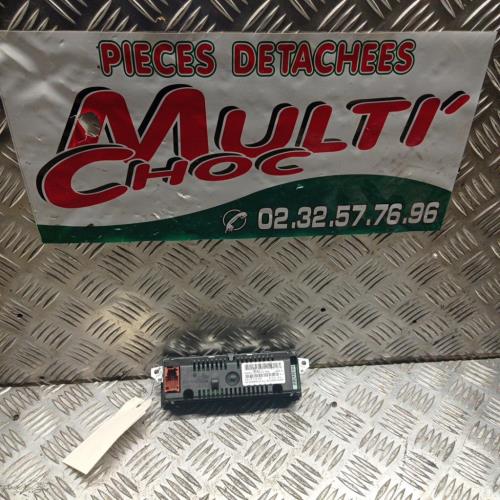 PIECES DETACHEES
MULTI'
CHOC
02.32.57.76.96